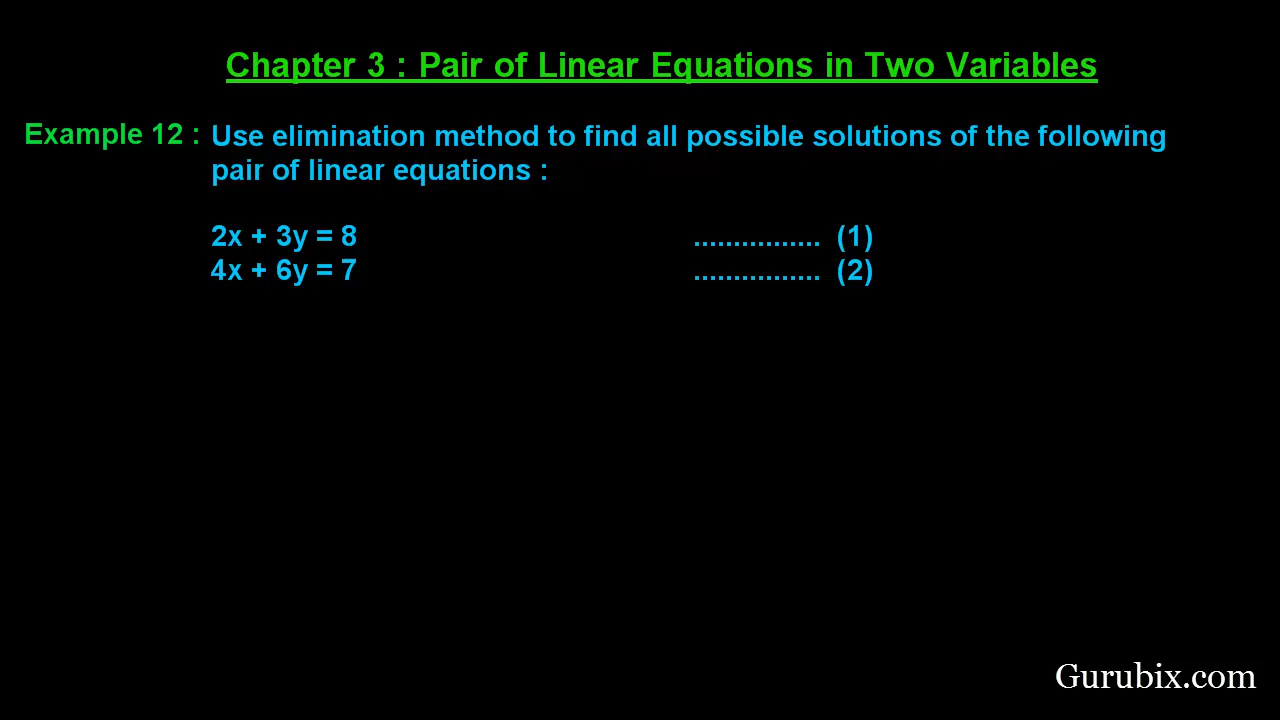 Chapter 3 : Pair of Linear Equations in Two Variables
Example 12 : Use elimination method to find all possible solutions of the following
pair of linear equations :
2x + 3y = 8 ................ (1)
4x + 6y = 7 ................ (2)
Gurubix.com